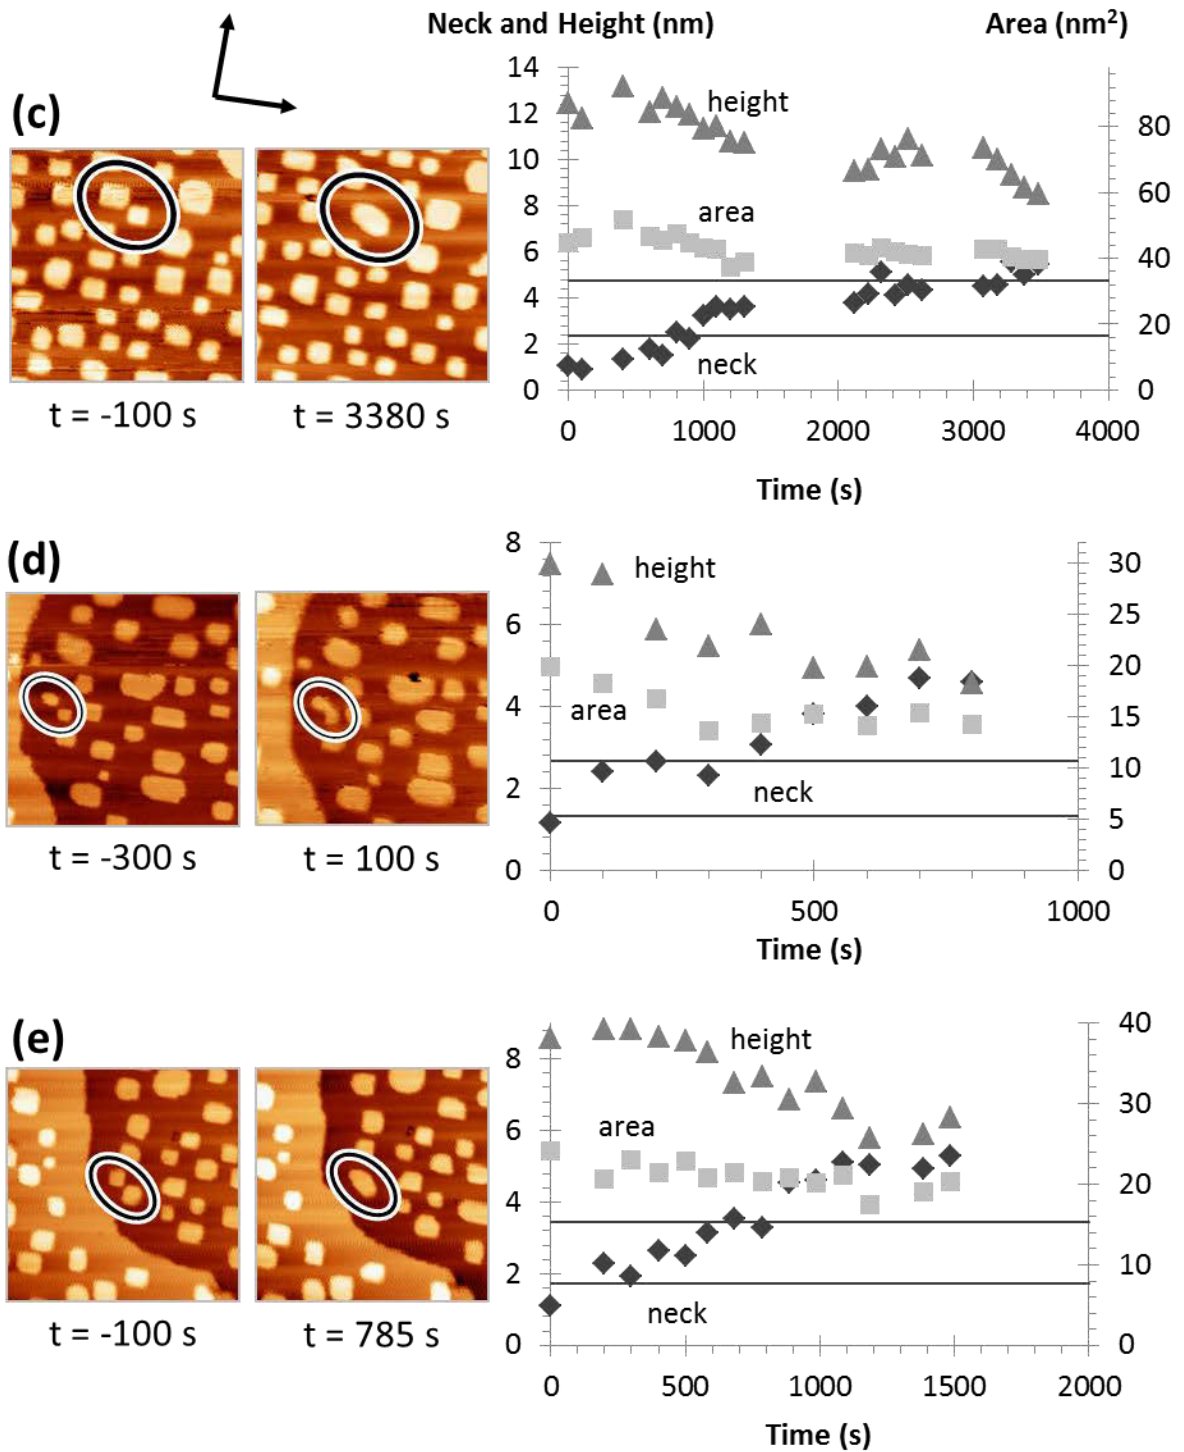 Neck and Height (nm) Area (nm²)
(c)
14
12
10
8
6
4
2
0
80
60
40
20
0
height
area
neck
0 1000 2000 3000 4000
t = -100 s t = 3380 s
Time (s)
(d)
8
6
4
2
0
30
25
20
15
10
5
0
height
area
neck
0 500 1000
t = -300 s t = 100 s
Time (s)
(e)
8
6
4
2
0
40
30
20
10
0
height
area
neck
t = -100 s t = 785 s
0 500 1000 1500 2000
Time (s)